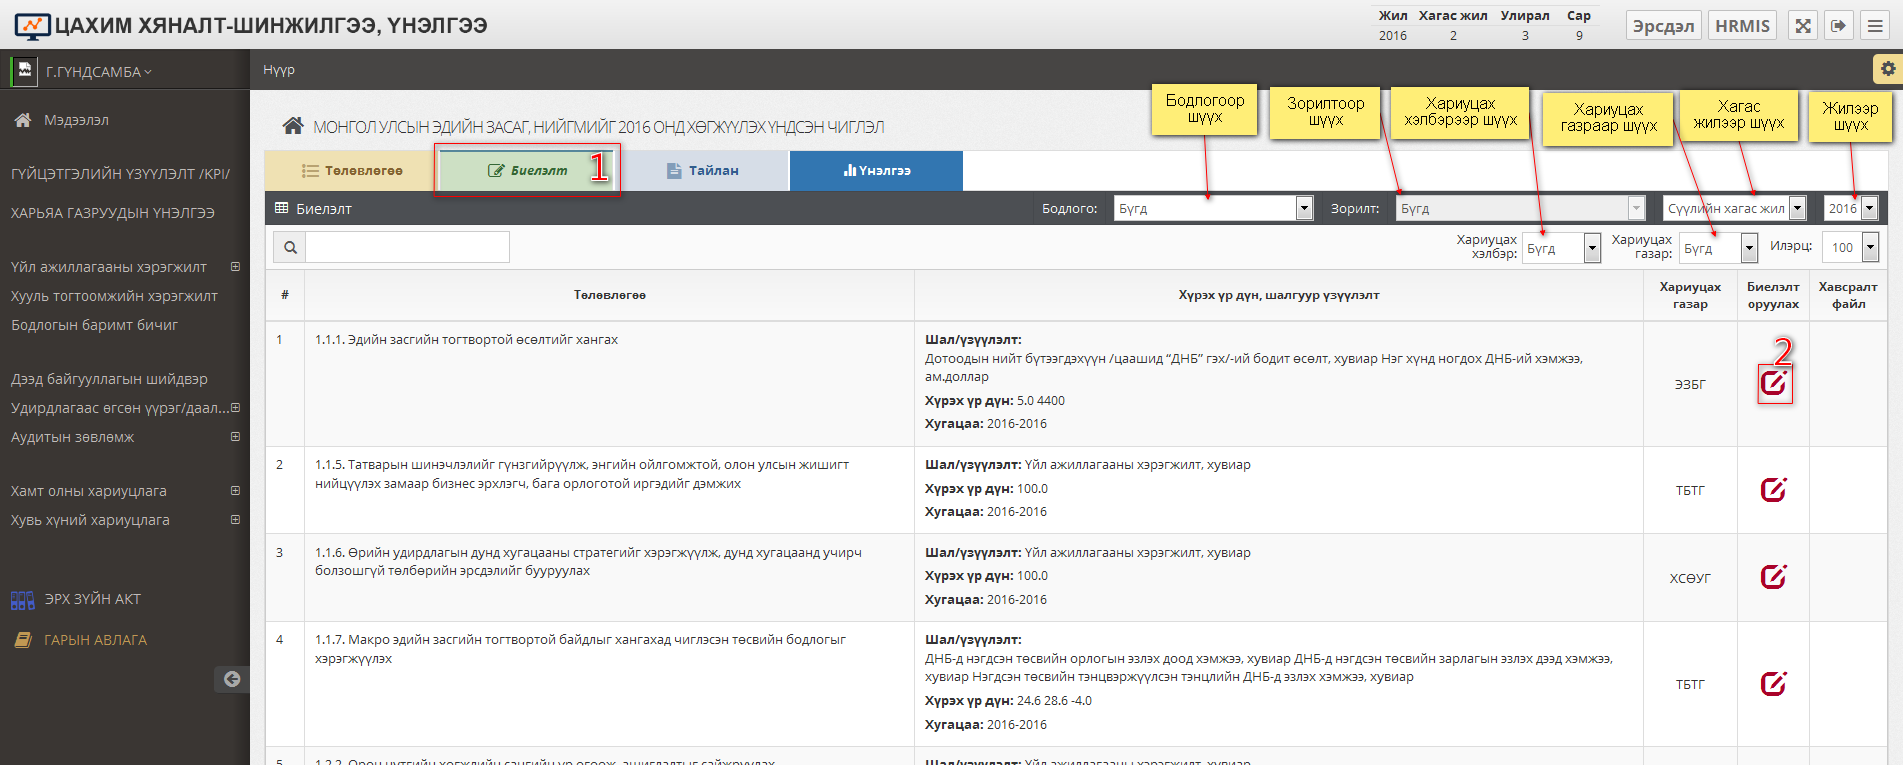 ЦАХИМ ХЯНАЛТ-ШИНЖИЛГЭЭ, ҮНЭЛГЭЭ
Жил Хагас жил Улирал Сар
2016 2 3 9
Эрсдэл HRMIS
Г.ГҮНДСАМБА
Нүүр
Мэдээлэл
ГҮЙЦЭТГЭЛИЙН ҮЗҮҮЛЭЛТ /KPI/
ХАРЬЯА ГАЗРУУДЫН ҮНЭЛГЭЭ
Үйл ажиллагааны хэрэгжилт
Хууль тогтоомжийн хэрэгжилт
Бодлогын баримт бичиг
Дээд байгууллагын шийдвэр
Удирдлагаас өгсөн үүрэг/даал...
Аудитын зөвлөмж
Хамт олны хариуцлага
Хувь хүний хариуцлага
ЭРХ ЗҮЙН АКТ
ГАРЫН АВЛАГА
Бодлогоор
шүүх
Зорилтоор
шүүх
Хариуцах
хэлбэрээр шүүх
Хариуцах
газраар шүүх
Хагас
жилээр шүүх
Жилээр
шүүх
МОНГОЛ УЛСЫН ЭДИЙН ЗАСАГ, НИЙГМИЙГ 2016 ОНД ХӨГЖҮҮЛЭХ ҮНДСЭН ЧИГЛЭЛ
Төлөвлөгөө Биелэлт 1 Тайлан Үнэлгээ
Биелэлт Бодлого: Бүгд Зорилт: Бүгд Сүүлийн хагас жил 2016
Хариуцах
хэлбэр: Бүгд
Хариуцах
газар: Бүгд
Илэрц: 100
# Төлөвлөгөө Хүрэх үр дүн, шалгуур үзүүлэлт
Хариуцах
газар
Биелэлт
оруулах
Хавсралт
файл
1 1.1.1. Эдийн засгийн тогтвортой өсөлтийг хангах
Шал/үзүүлэлт:
Дотоодын нийт бүтээгдэхүүн /цаашид “ДНБ” гэх/-ий бодит өсөлт, хувиар Нэг хүнд ногдох ДНБ-ий хэмжээ,
ам.доллар
Хүрэх үр дүн: 5.0 4400
Хугацаа: 2016-2016
ЭЗБГ
2
2 1.1.5. Татварын шинэчлэлийг гүнзгийрүүлж, энгийн ойлгомжтой, олон улсын жишигт
нийцүүлэх замаар бизнес эрхлэгч, бага орлоготой иргэдийг дэмжих
Шал/үзүүлэлт: Үйл ажиллагааны хэрэгжилт, хувиар
Хүрэх үр дүн: 100.0
Хугацаа: 2016-2016
ТБТГ
3 1.1.6. Өрийн удирдлагын дунд хугацааны стратегийг хэрэгжүүлж, дунд хугацаанд учирч
болзошгүй төлбөрийн эрсдэлийг бууруулах
Шал/үзүүлэлт: Үйл ажиллагааны хэрэгжилт, хувиар
Хүрэх үр дүн: 100.0
Хугацаа: 2016-2016
ХСӨУГ
4 1.1.7. Макро эдийн засгийн тогтвортой байдлыг хангахад чиглэсэн төсвийн бодлогыг
хэрэгжүүлэх
Шал/үзүүлэлт:
ДНБ-д нэгдсэн төсвийн орлогын эзлэх доод хэмжээ, хувиар ДНБ-д нэгдсэн төсвийн зарлагын эзлэх дээд хэмжээ,
хувиар Нэгдсэн төсвийн тэнцвэржүүлсэн тэнцлийн ДНБ-д эзлэх хэмжээ, хувиар
Хүрэх үр дүн: 24.6 28.6 -4.0
Хугацаа: 2016-2016
ТБТГ
5 1.2.2. Орон нутгийн хөгжлийн сангийн үр өгөөж, ашиглалтыг сайжруулах
Шал/үзүүлэлт: Үйл ажиллагааны хэрэгжилт, хувиар